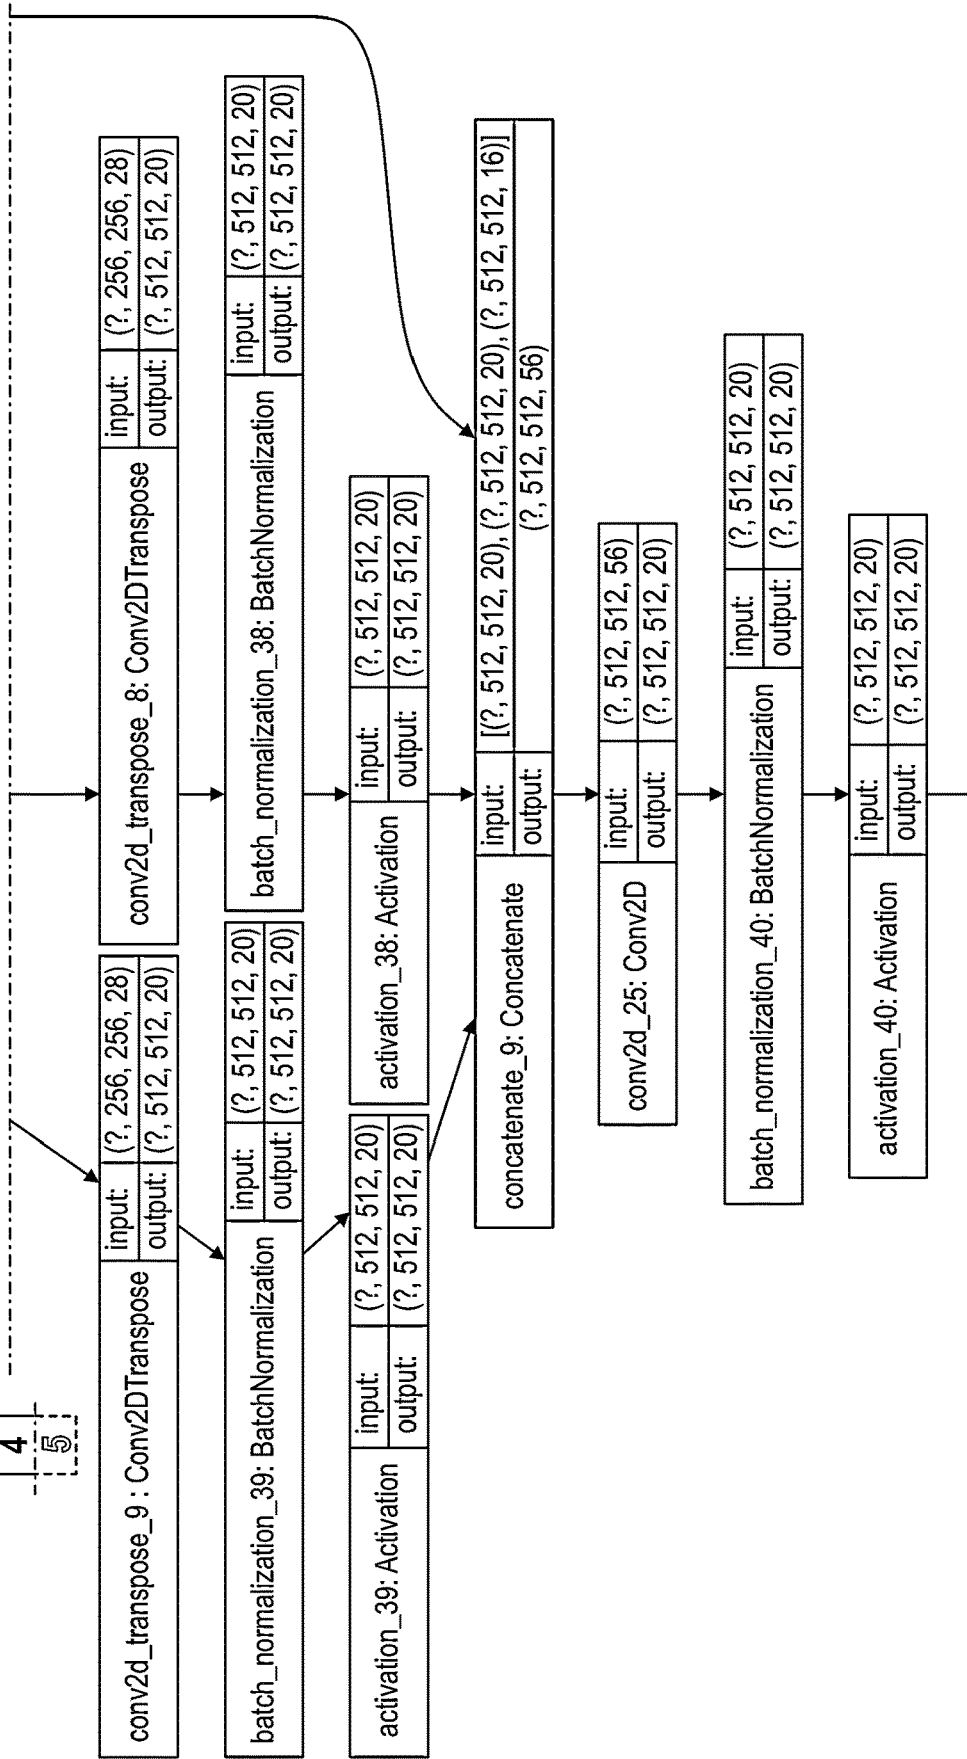 4
5
conv2d_transpose_9 : Conv2DTranspose
input: (?, 256, 256, 28)
output: (?, 512, 512, 20)
conv2d_transpose_8: Conv2DTranspose
input: (?, 256, 256, 28)
output: (?, 512, 512, 20)
batch_normalization_39: BatchNormalization
input: (?, 512, 512, 20)
output: (?, 512, 512, 20)
batch_normalization_38: BatchNormalization
input: (?, 512, 512, 20)
output: (?, 512, 512, 20)
activation_39: Activation
input: (?, 512, 512, 20)
output: (?, 512, 512, 20)
activation_38: Activation
input: (?, 512, 512, 20)
output: (?, 512, 512, 20)
concatenate_9: Concatenate
input: [(?, 512, 512, 20), (?, 512, 512, 20), (?, 512, 512, 16)]
output: (?, 512, 512, 56)
conv2d_25: Conv2D
input: (?, 512, 512, 56)
output: (?, 512, 512, 20)
batch_normalization_40: BatchNormalization
input: (?, 512, 512, 20)
output: (?, 512, 512, 20)
activation_40: Activation
input: (?, 512, 512, 20)
output: (?, 512, 512, 20)